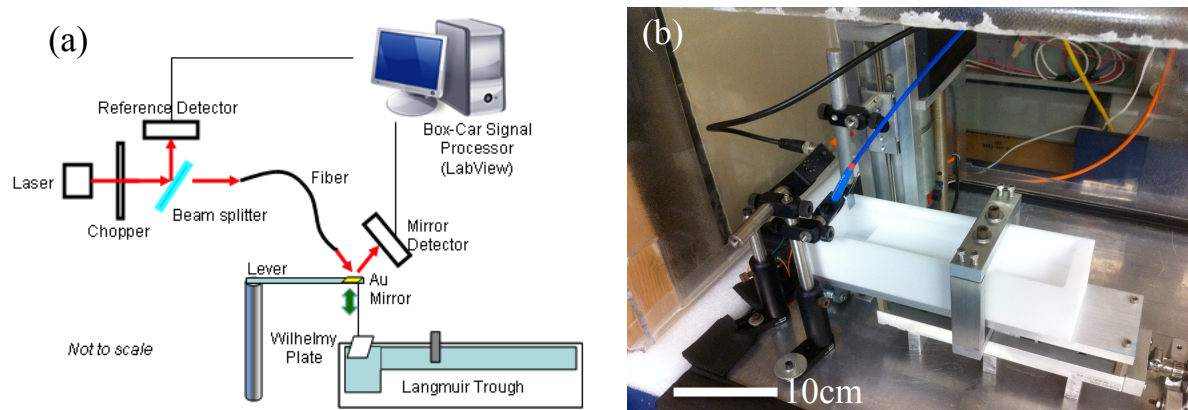 (a)
Reference Detector
Laser
Chopper
Beam splitter
Fiber
Box-Car Signal
Processor
(LabView)
Mirror
Detector
Lever
Au
Mirror
Wilhelmy
Plate
Not to scale
Langmuir Trough
(b)
10cm